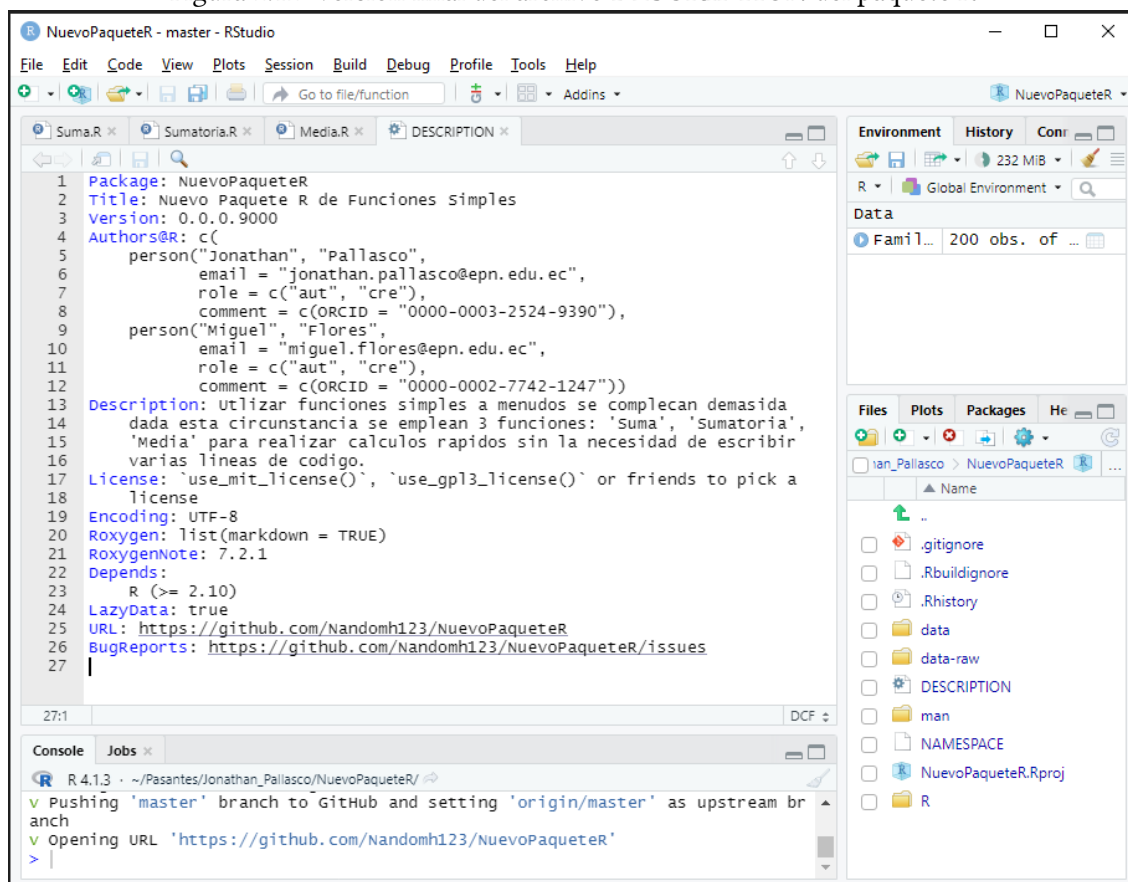 NuevoPaqueteR - master - RStudio
File Edit Code View Plots Session Build Debug Profile Tools Help
Go to file/function Addins NuevoPaqueteR
Suma.R Sumatoria.R Media.R DESCRIPTION
1 Package: NuevoPaqueteR
2 Title: Nuevo Paquete R de Funciones Simples
3 Version: 0.0.0.9000
4 Authors@R: c(
5 person("Jonathan", "Pallasco",
6 email = "jonathan.pallasco@epn.edu.ec",
7 role = c("aut", "cre"),
8 comment = c(ORCID = "0000-0003-2524-9390"),
9 person("Miguel", "Flores",
10 email = "miguel.flores@epn.edu.ec",
11 role = c("aut", "cre"),
12 comment = c(ORCID = "0000-0002-7742-1247"))
13 Description: Utlizar funciones simples a menudos se complecan demasida
14 dada esta circunstancia se emplean 3 funciones: 'Suma', 'Sumatoria',
15 'Media' para realizar calculos rapidos sin la necesidad de escribir
16 varias lineas de codigo.
17 License: `use_mit_license()`, `use_gpl3_license()` or friends to pick a
18 license
19 Encoding: UTF-8
20 Roxygen: list(markdown = TRUE)
21 RoxygenNote: 7.2.1
22 Depends:
23 R (>= 2.10)
24 LazyData: true
25 URL: https://github.com/Nandomh123/NuevoPaqueteR
26 BugReports: https://github.com/Nandomh123/NuevoPaqueteR/issues
27
27:1 DCF
Console Jobs
R 4.1.3 · ~/Pasantes/Jonathan_Pallasco/NuevoPaqueteR/
v Pushing 'master' branch to GitHub and setting 'origin/master' as upstream br
anch
v Opening URL 'https://github.com/Nandomh123/NuevoPaqueteR'
>
Environment History Conr
232 MiB
R Global Environment
Data
Famil… 200 obs. of …
Files Plots Packages He
an_Pallasco > NuevoPaqueteR ...
Name
..
.gitignore
.Rbuildignore
.Rhistory
data
data-raw
DESCRIPTION
man
NAMESPACE
NuevoPaqueteR.Rproj
R